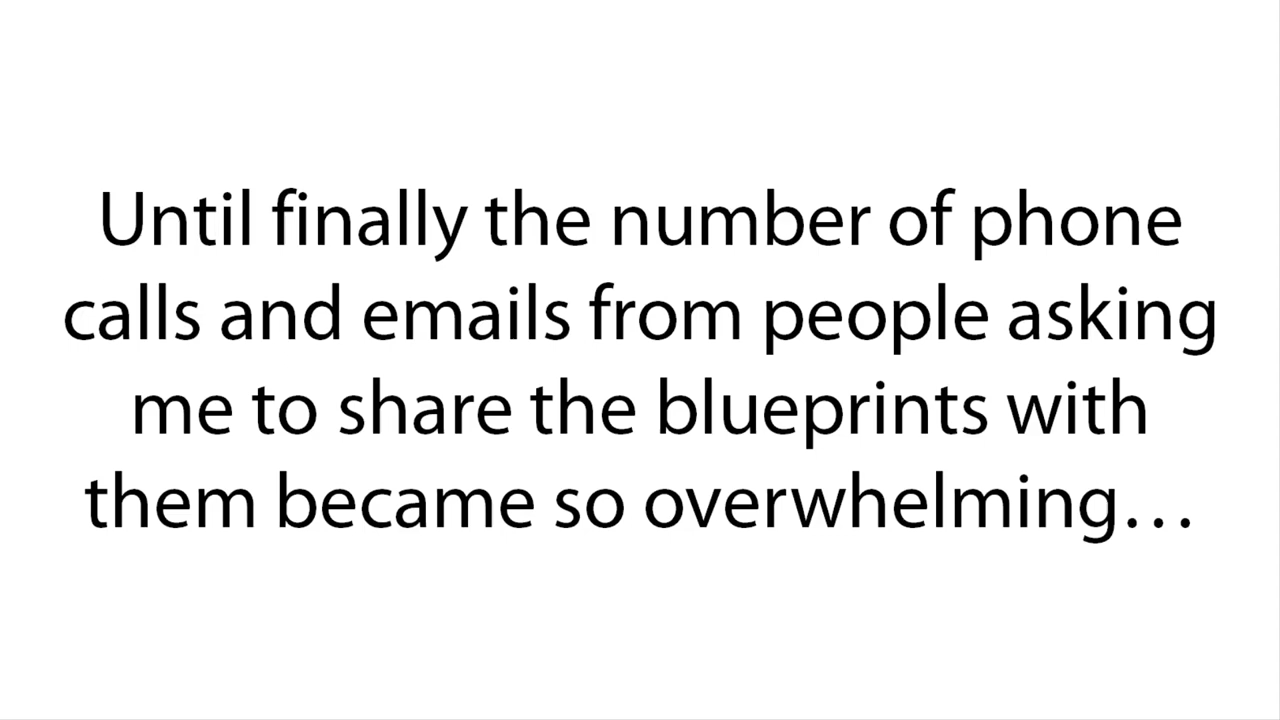 Until finally the number of phone
calls and emails from people asking
me to share the blueprints with
them became so overwhelming…